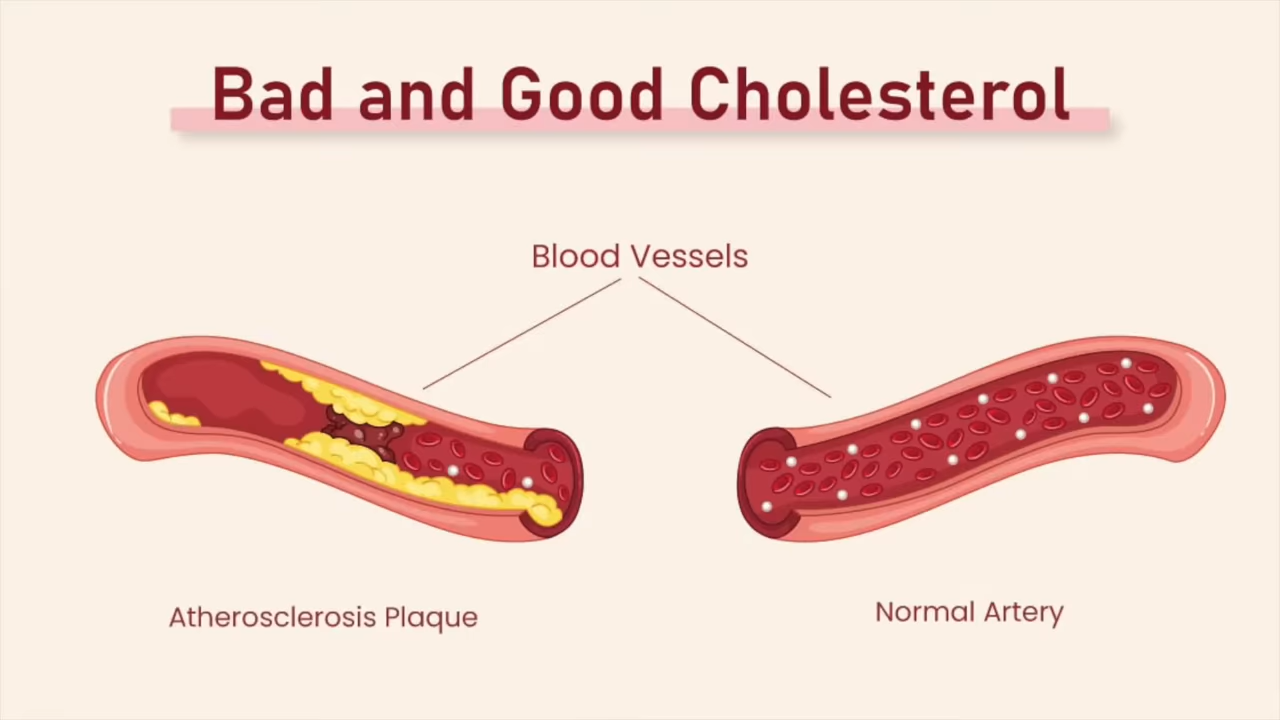 Bad and Good Cholesterol
Blood Vessels
Atherosclerosis Plaque
Normal Artery